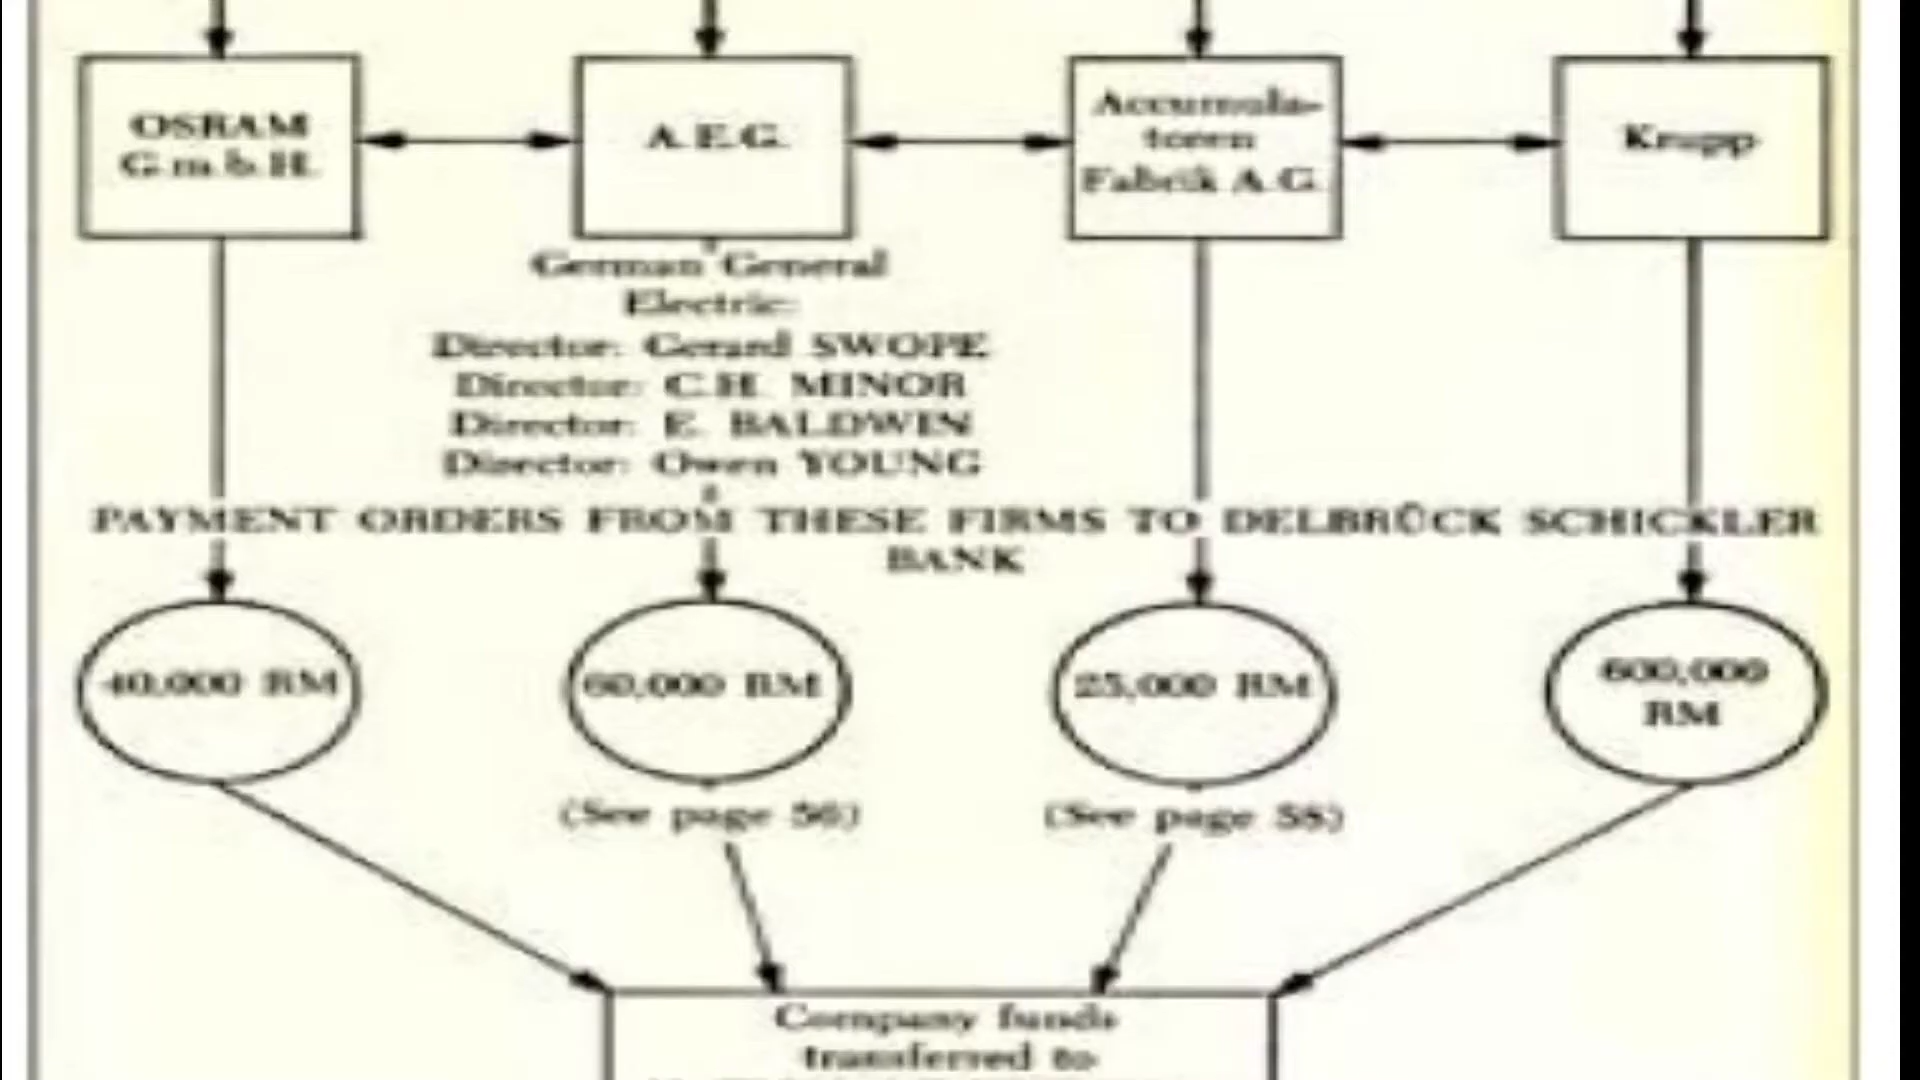 OSRAM
G.m.b.H.
A.E.G.
Accumula-
toren
Fabrik A.G.
Krupp
German General
Electric:
Director: Gerard SWOPE
Director: C.H. MINOR
Director: E. BALDWIN
Director: Owen YOUNG
PAYMENT ORDERS FROM THESE FIRMS TO DELBRÜCK SCHICKLER
BANK
40,000 RM
60,000 RM
25,000 RM
600,000
RM
(See page 56)
(See page 58)
Company funds
transferred to